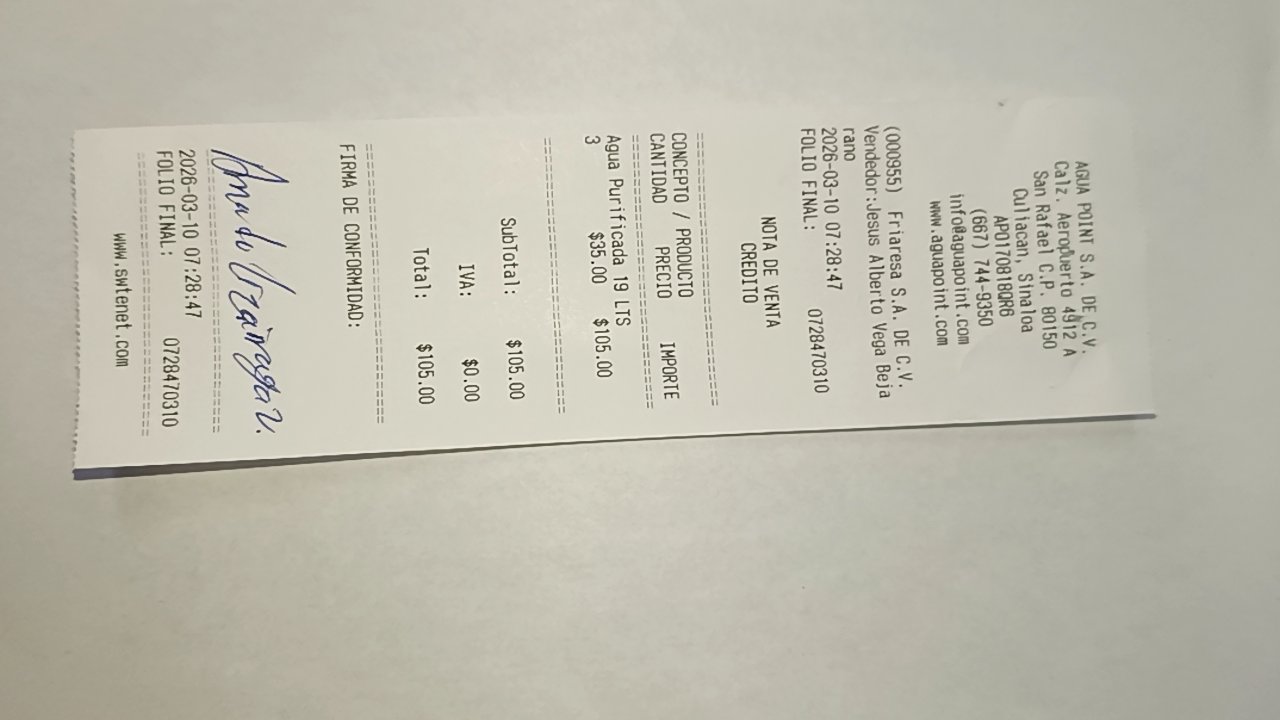 AGUA POINT S.A. DE C.V.
Calz. Aeropuerto 4912 A
San Rafael C.P. 80150
Culiacan, Sinaloa
APO170818QR6
(667) 744-9350
info@aguapoint.com
www.aguapoint.com
(000955) Friaresa S.A. DE C.V.
Vendedor:Jesus Alberto Vega Beja
rano
2026-03-10 07:28:47
FOLIO FINAL: 0728470310
NOTA DE VENTA
CREDITO
CONCEPTO / PRODUCTO
CANTIDAD PRECIO IMPORTE
Agua Purificada 19 LTS
3 $35.00 $105.00
SubTotal: $105.00
IVA: $0.00
Total: $105.00
FIRMA DE CONFORMIDAD:
2026-03-10 07:28:47
FOLIO FINAL: 0728470310
www.swtenet.com